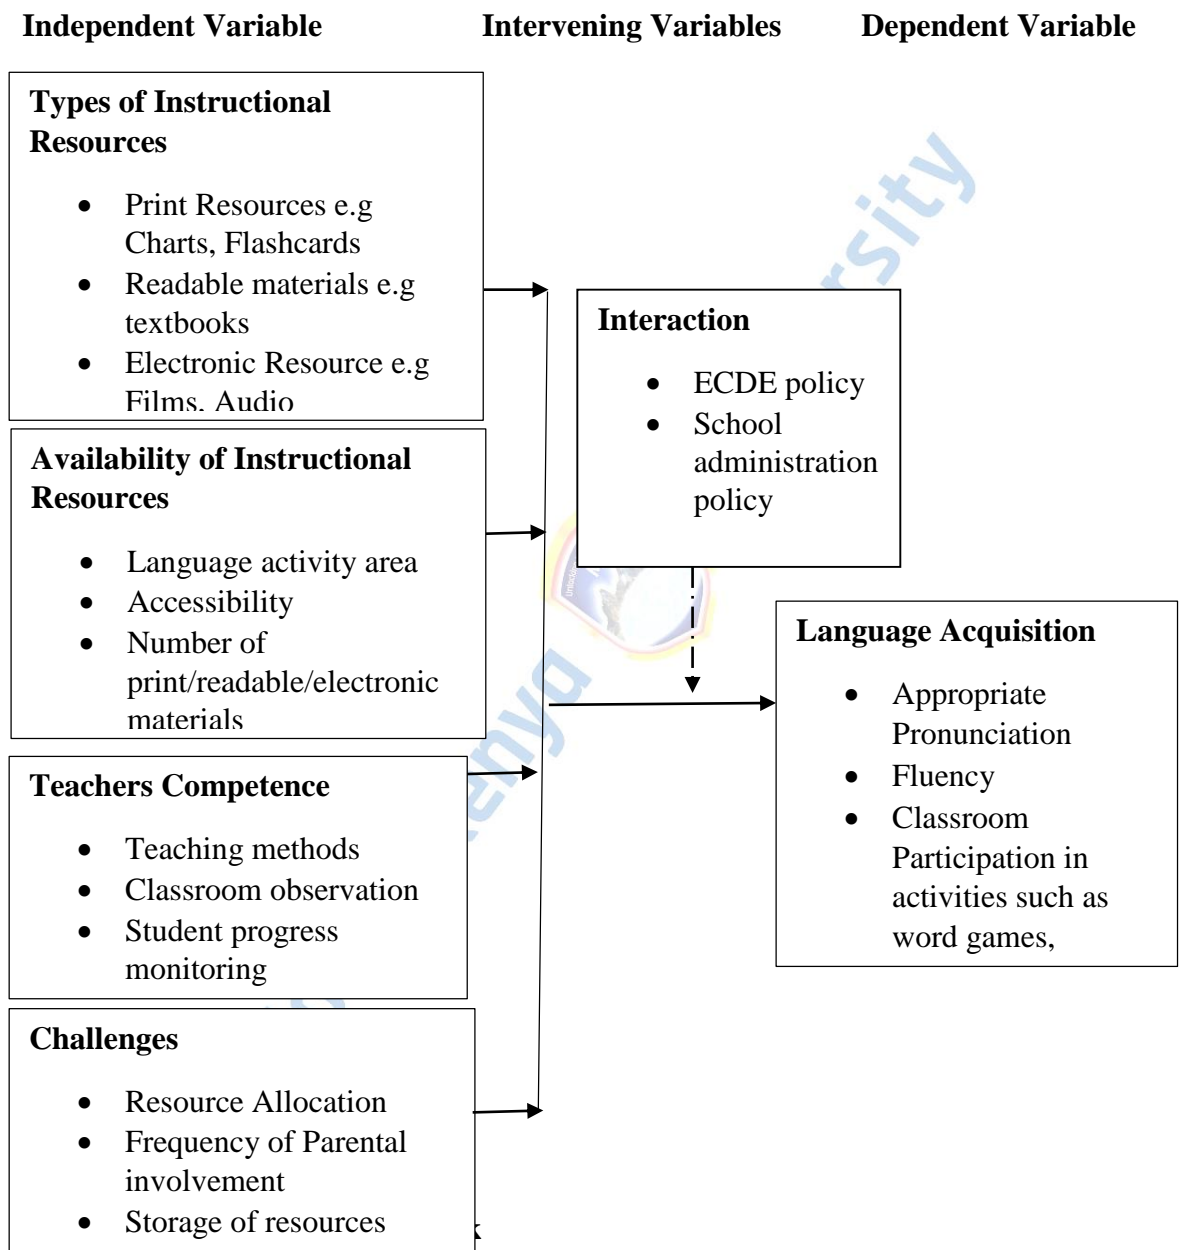 Independent Variable
Intervening Variables
Dependent Variable
Types of Instructional
Resources
• Print Resources e.g
Charts, Flashcards
• Readable materials e.g
textbooks
• Electronic Resource e.g
Films, Audio
Availability of Instructional
Resources
• Language activity area
• Accessibility
• Number of
print/readable/electronic
materials
Teachers Competence
• Teaching methods
• Classroom observation
• Student progress
monitoring
Challenges
• Resource Allocation
• Frequency of Parental
involvement
• Storage of resources
Interaction
• ECDE policy
• School
administration
policy
Language Acquisition
• Appropriate
Pronunciation
• Fluency
• Classroom
Participation in
activities such as
word games,